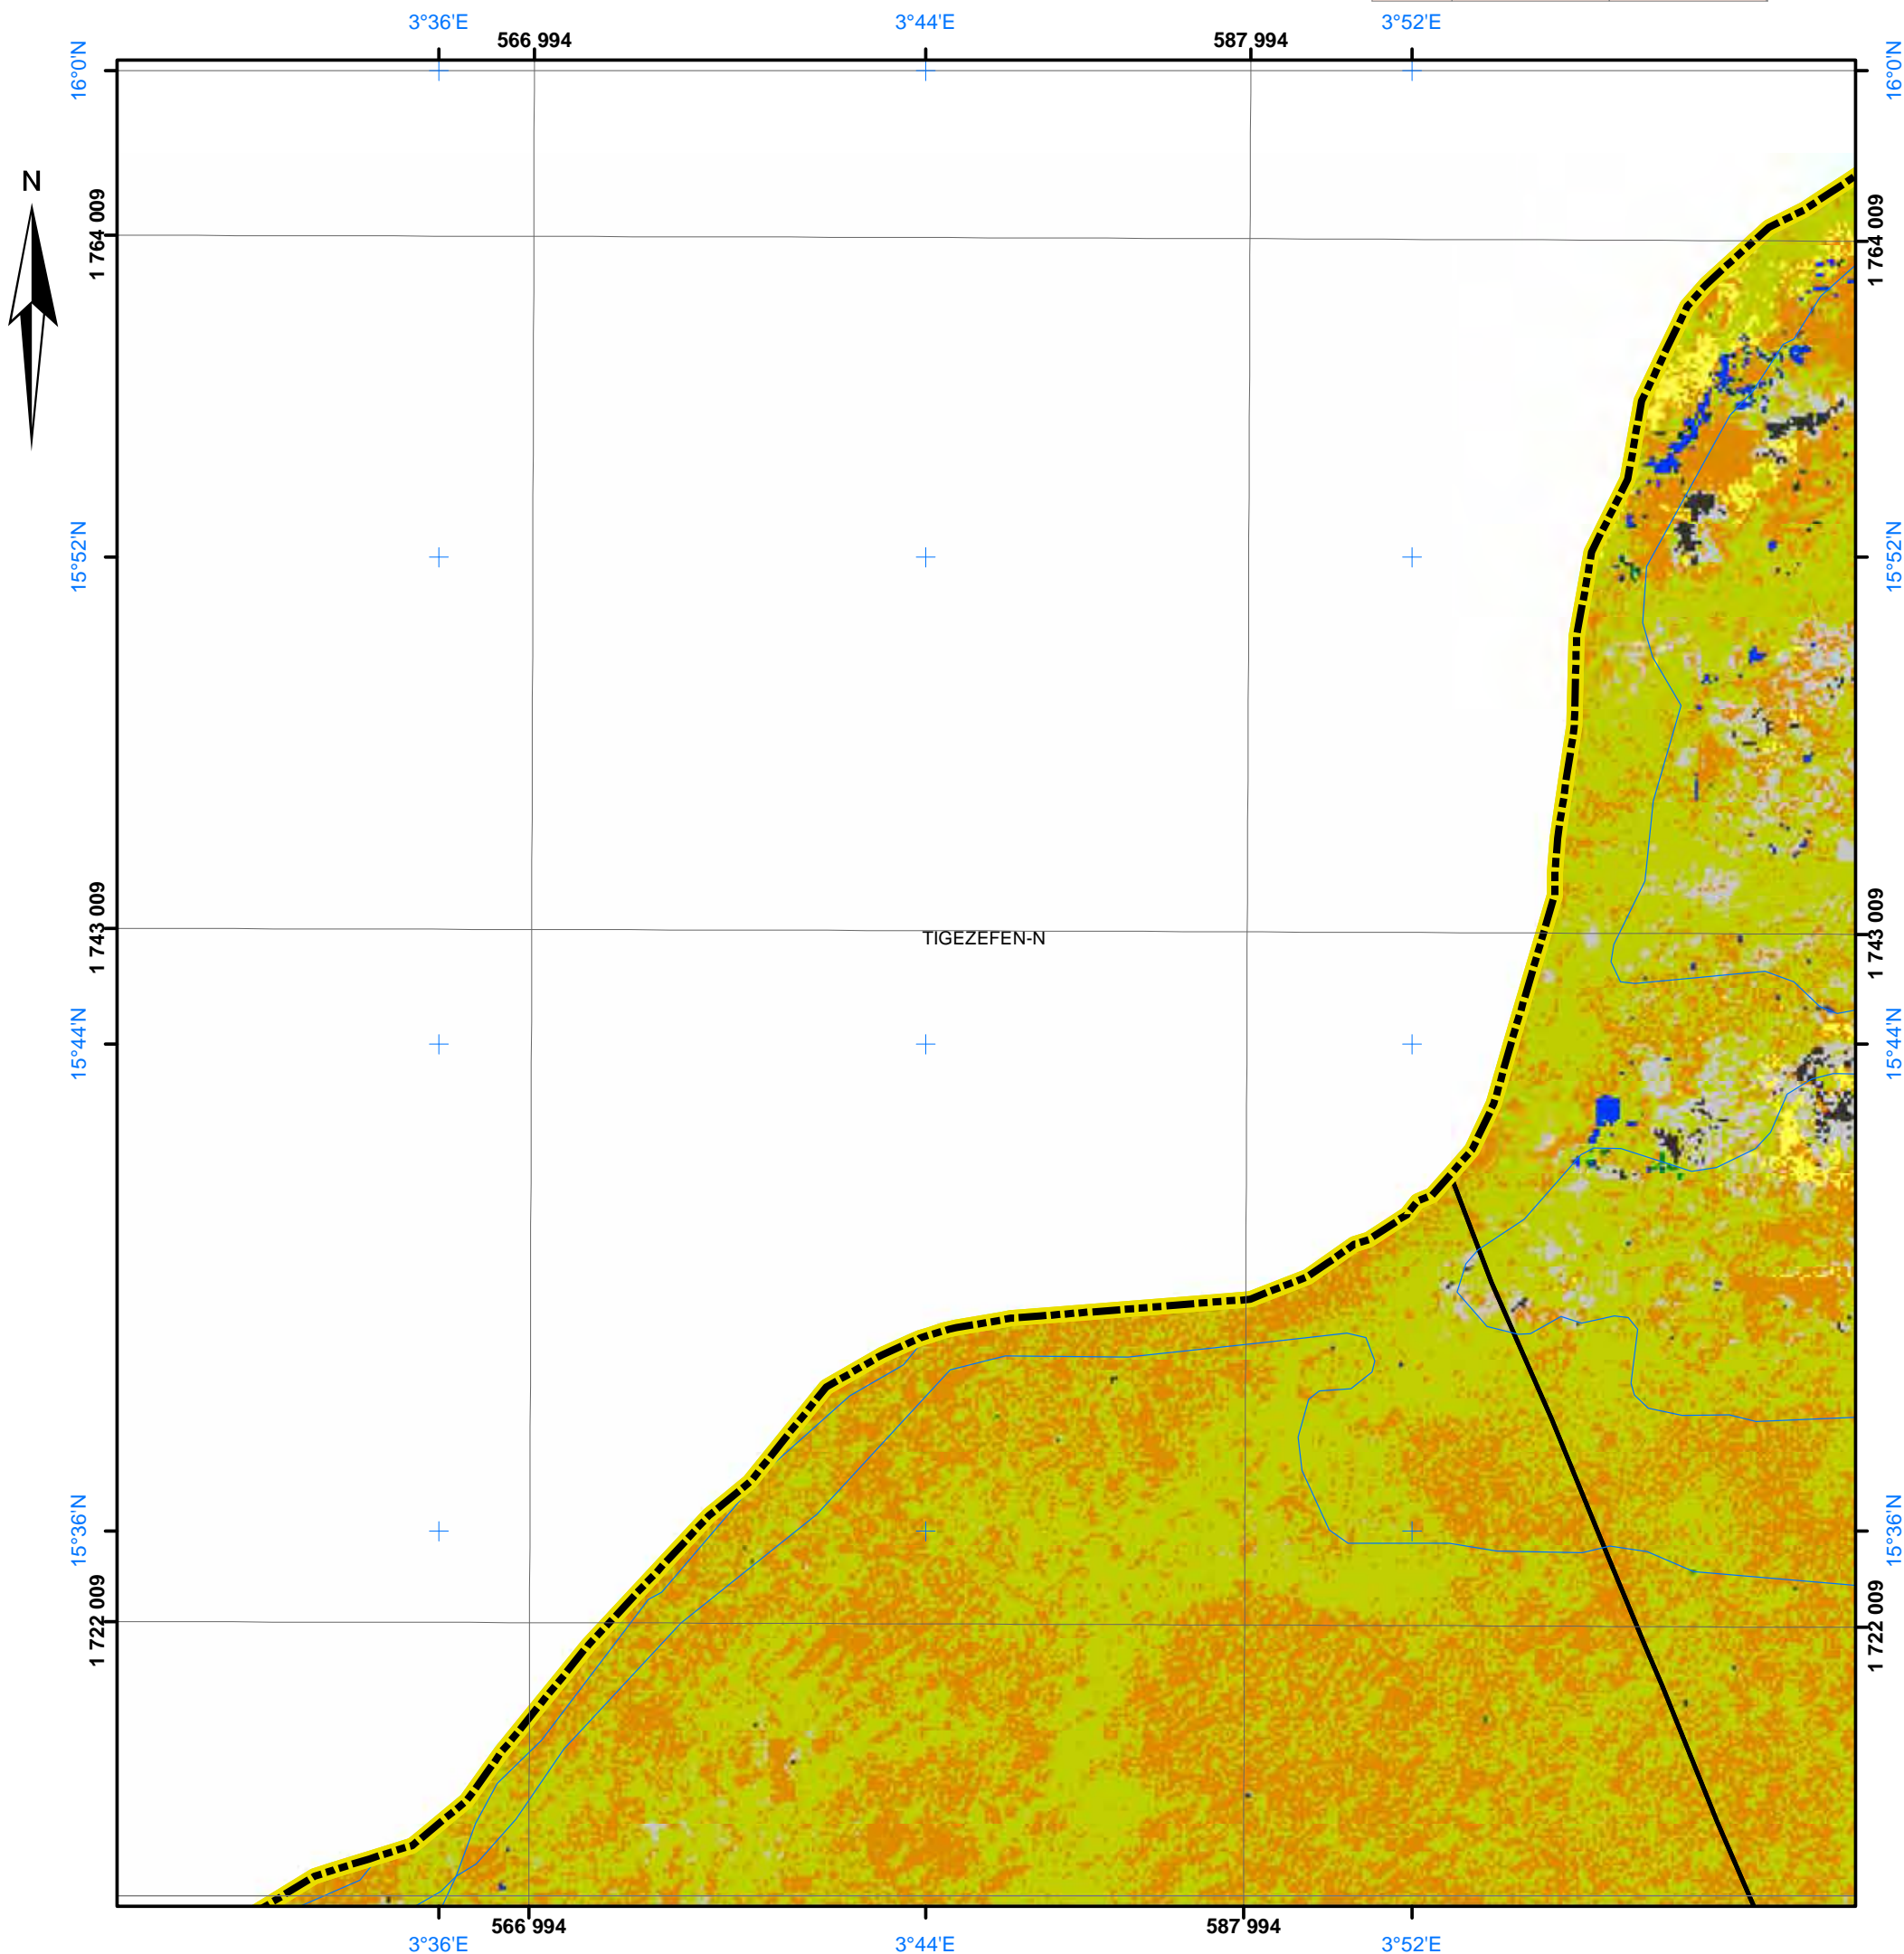 3°36'E 3°44'E 3°52'E
566 994 587 994
16°0'N 16°0'N
N
1 764 009 1 764 009
15°52'N 15°52'N
1 743 009 TIGEZEFEN-N 1 743 009
15°44'N 15°44'N
15°36'N 15°36'N
1 722 009 1 722 009
566 994 587 994
3°36'E 3°44'E 3°52'E